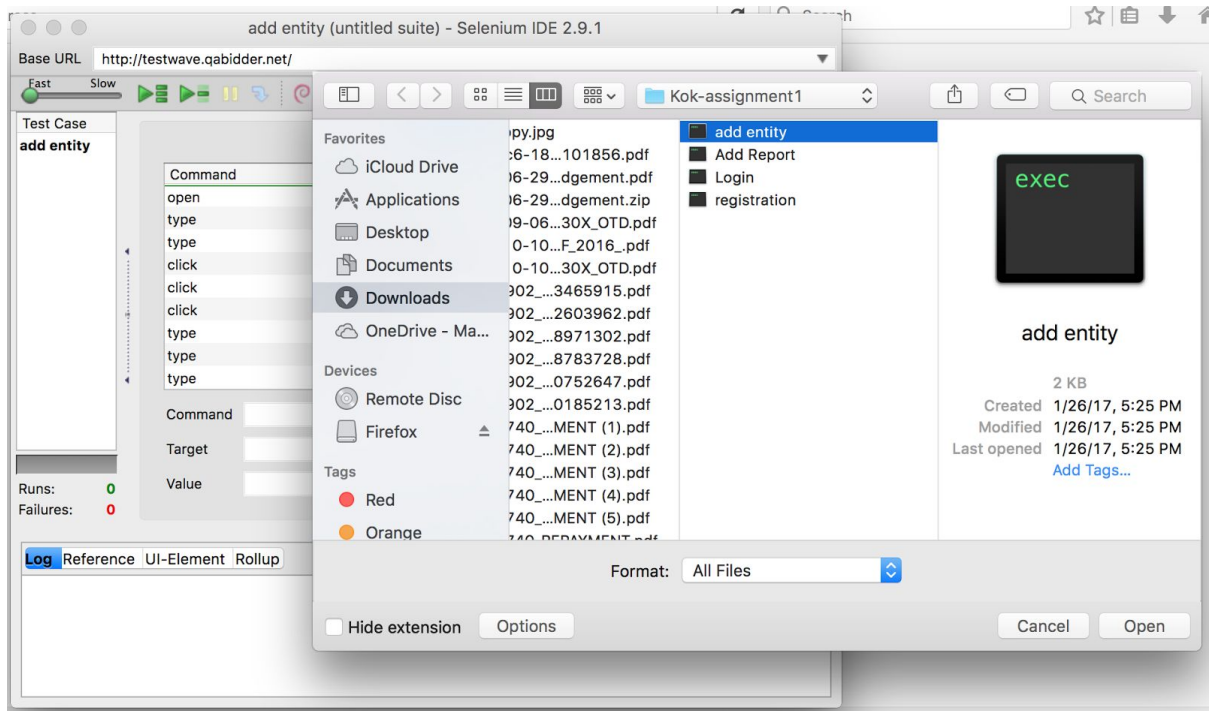 Search
add entity (untitled suite) - Selenium IDE 2.9.1
Base URL http://testwave.qabidder.net/
Fast Slow
Test Case
add entity
Command
open
type
type
click
click
click
type
type
type
Command
Target
Value
Runs: 0
Failures: 0
Log Reference UI-Element Rollup
Kok-assignment1
Search
Favorites
iCloud Drive
Applications
Desktop
Documents
Downloads
OneDrive - Ma...
Devices
Remote Disc
Firefox
Tags
Red
Orange
py.jpg
6-18...101856.pdf
6-29...dgement.pdf
6-29...dgement.zip
09-06...30X_OTD.pdf
0-10...F_2016_.pdf
0-10...30X_OTD.pdf
902_...3465915.pdf
902_...2603962.pdf
902_...8971302.pdf
902_...8783728.pdf
902_...0752647.pdf
902_...0185213.pdf
740_...MENT (1).pdf
740_...MENT (2).pdf
740_...MENT (3).pdf
740_...MENT (4).pdf
740_...MENT (5).pdf
add entity
Add Report
Login
registration
exec
add entity
2 KB
Created 1/26/17, 5:25 PM
Modified 1/26/17, 5:25 PM
Last opened 1/26/17, 5:25 PM
Add Tags...
Format: All Files
Hide extension Options Cancel Open